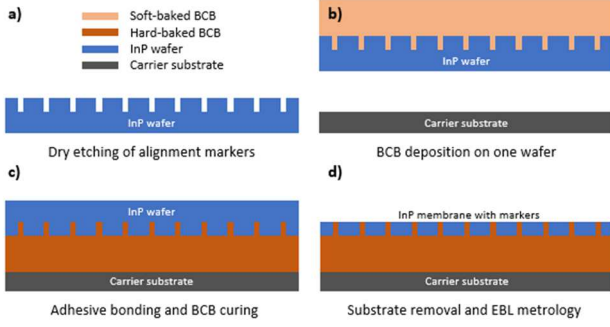 a)
Soft-baked BCB
Hard-baked BCB
InP wafer
Carrier substrate
InP wafer
Dry etching of alignment markers
b)
InP wafer
Carrier substrate
BCB deposition on one wafer
c)
InP wafer
Carrier substrate
Adhesive bonding and BCB curing
d)
InP membrane with markers
Carrier substrate
Substrate removal and EBL metrology